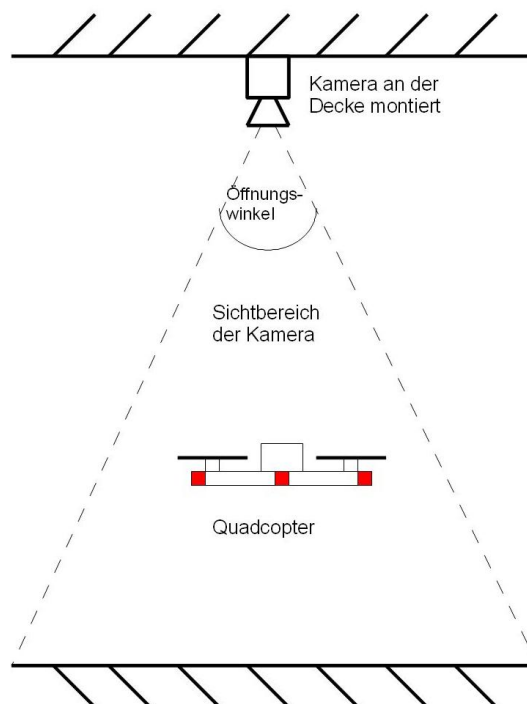 Kamera an der
Decke montiert
Öffnungs-
winkel
Sichtbereich
der Kamera
Quadcopter